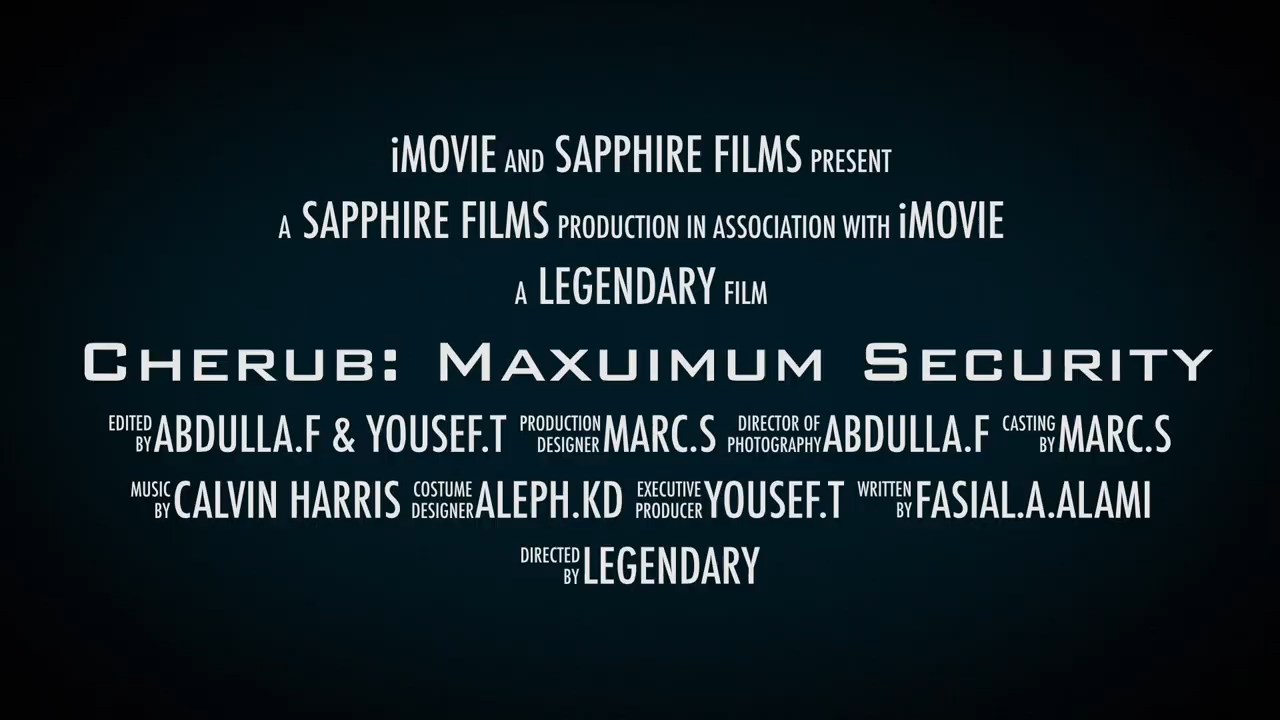 iMOVIE AND SAPPHIRE FILMS PRESENT
A SAPPHIRE FILMS PRODUCTION IN ASSOCIATION WITH iMOVIE
A LEGENDARY FILM
CHERUB: MAXUIMUM SECURITY
EDITED BY ABDULLA.F & YOUSEF.T PRODUCTION DESIGNER MARC.S DIRECTOR OF PHOTOGRAPHY ABDULLA.F CASTING BY MARC.S
MUSIC BY CALVIN HARRIS COSTUME DESIGNER ALEPH.KD EXECUTIVE PRODUCER YOUSEF.T WRITTEN BY FASIAL.A.ALAMI
DIRECTED BY LEGENDARY